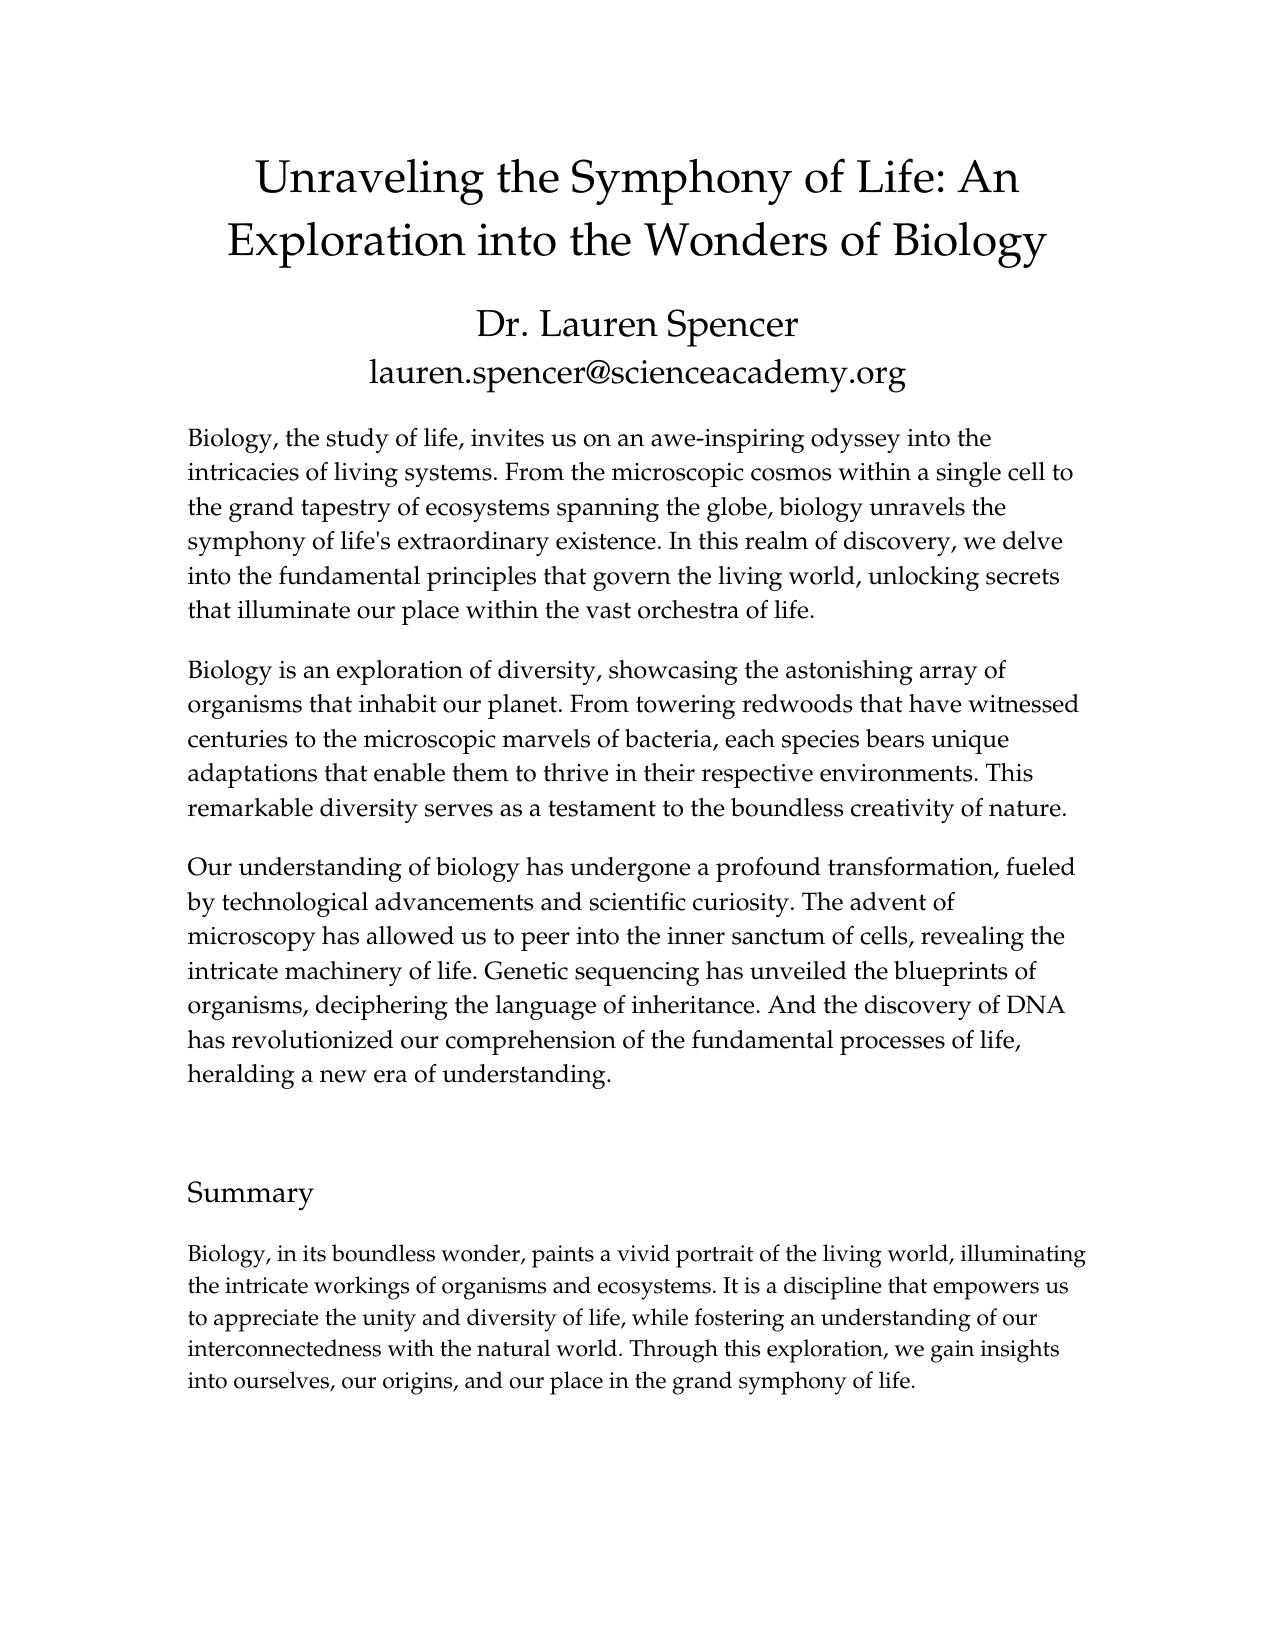 Unraveling the Symphony of Life: An
Exploration into the Wonders of Biology
Dr. Lauren Spencer
lauren.spencer@scienceacademy.org
Biology, the study of life, invites us on an awe-inspiring odyssey into the
intricacies of living systems. From the microscopic cosmos within a single cell to
the grand tapestry of ecosystems spanning the globe, biology unravels the
symphony of life's extraordinary existence. In this realm of discovery, we delve
into the fundamental principles that govern the living world, unlocking secrets
that illuminate our place within the vast orchestra of life.
Biology is an exploration of diversity, showcasing the astonishing array of
organisms that inhabit our planet. From towering redwoods that have witnessed
centuries to the microscopic marvels of bacteria, each species bears unique
adaptations that enable them to thrive in their respective environments. This
remarkable diversity serves as a testament to the boundless creativity of nature.
Our understanding of biology has undergone a profound transformation, fueled
by technological advancements and scientific curiosity. The advent of
microscopy has allowed us to peer into the inner sanctum of cells, revealing the
intricate machinery of life. Genetic sequencing has unveiled the blueprints of
organisms, deciphering the language of inheritance. And the discovery of DNA
has revolutionized our comprehension of the fundamental processes of life,
heralding a new era of understanding.
Summary
Biology, in its boundless wonder, paints a vivid portrait of the living world, illuminating
the intricate workings of organisms and ecosystems. It is a discipline that empowers us
to appreciate the unity and diversity of life, while fostering an understanding of our
interconnectedness with the natural world. Through this exploration, we gain insights
into ourselves, our origins, and our place in the grand symphony of life.